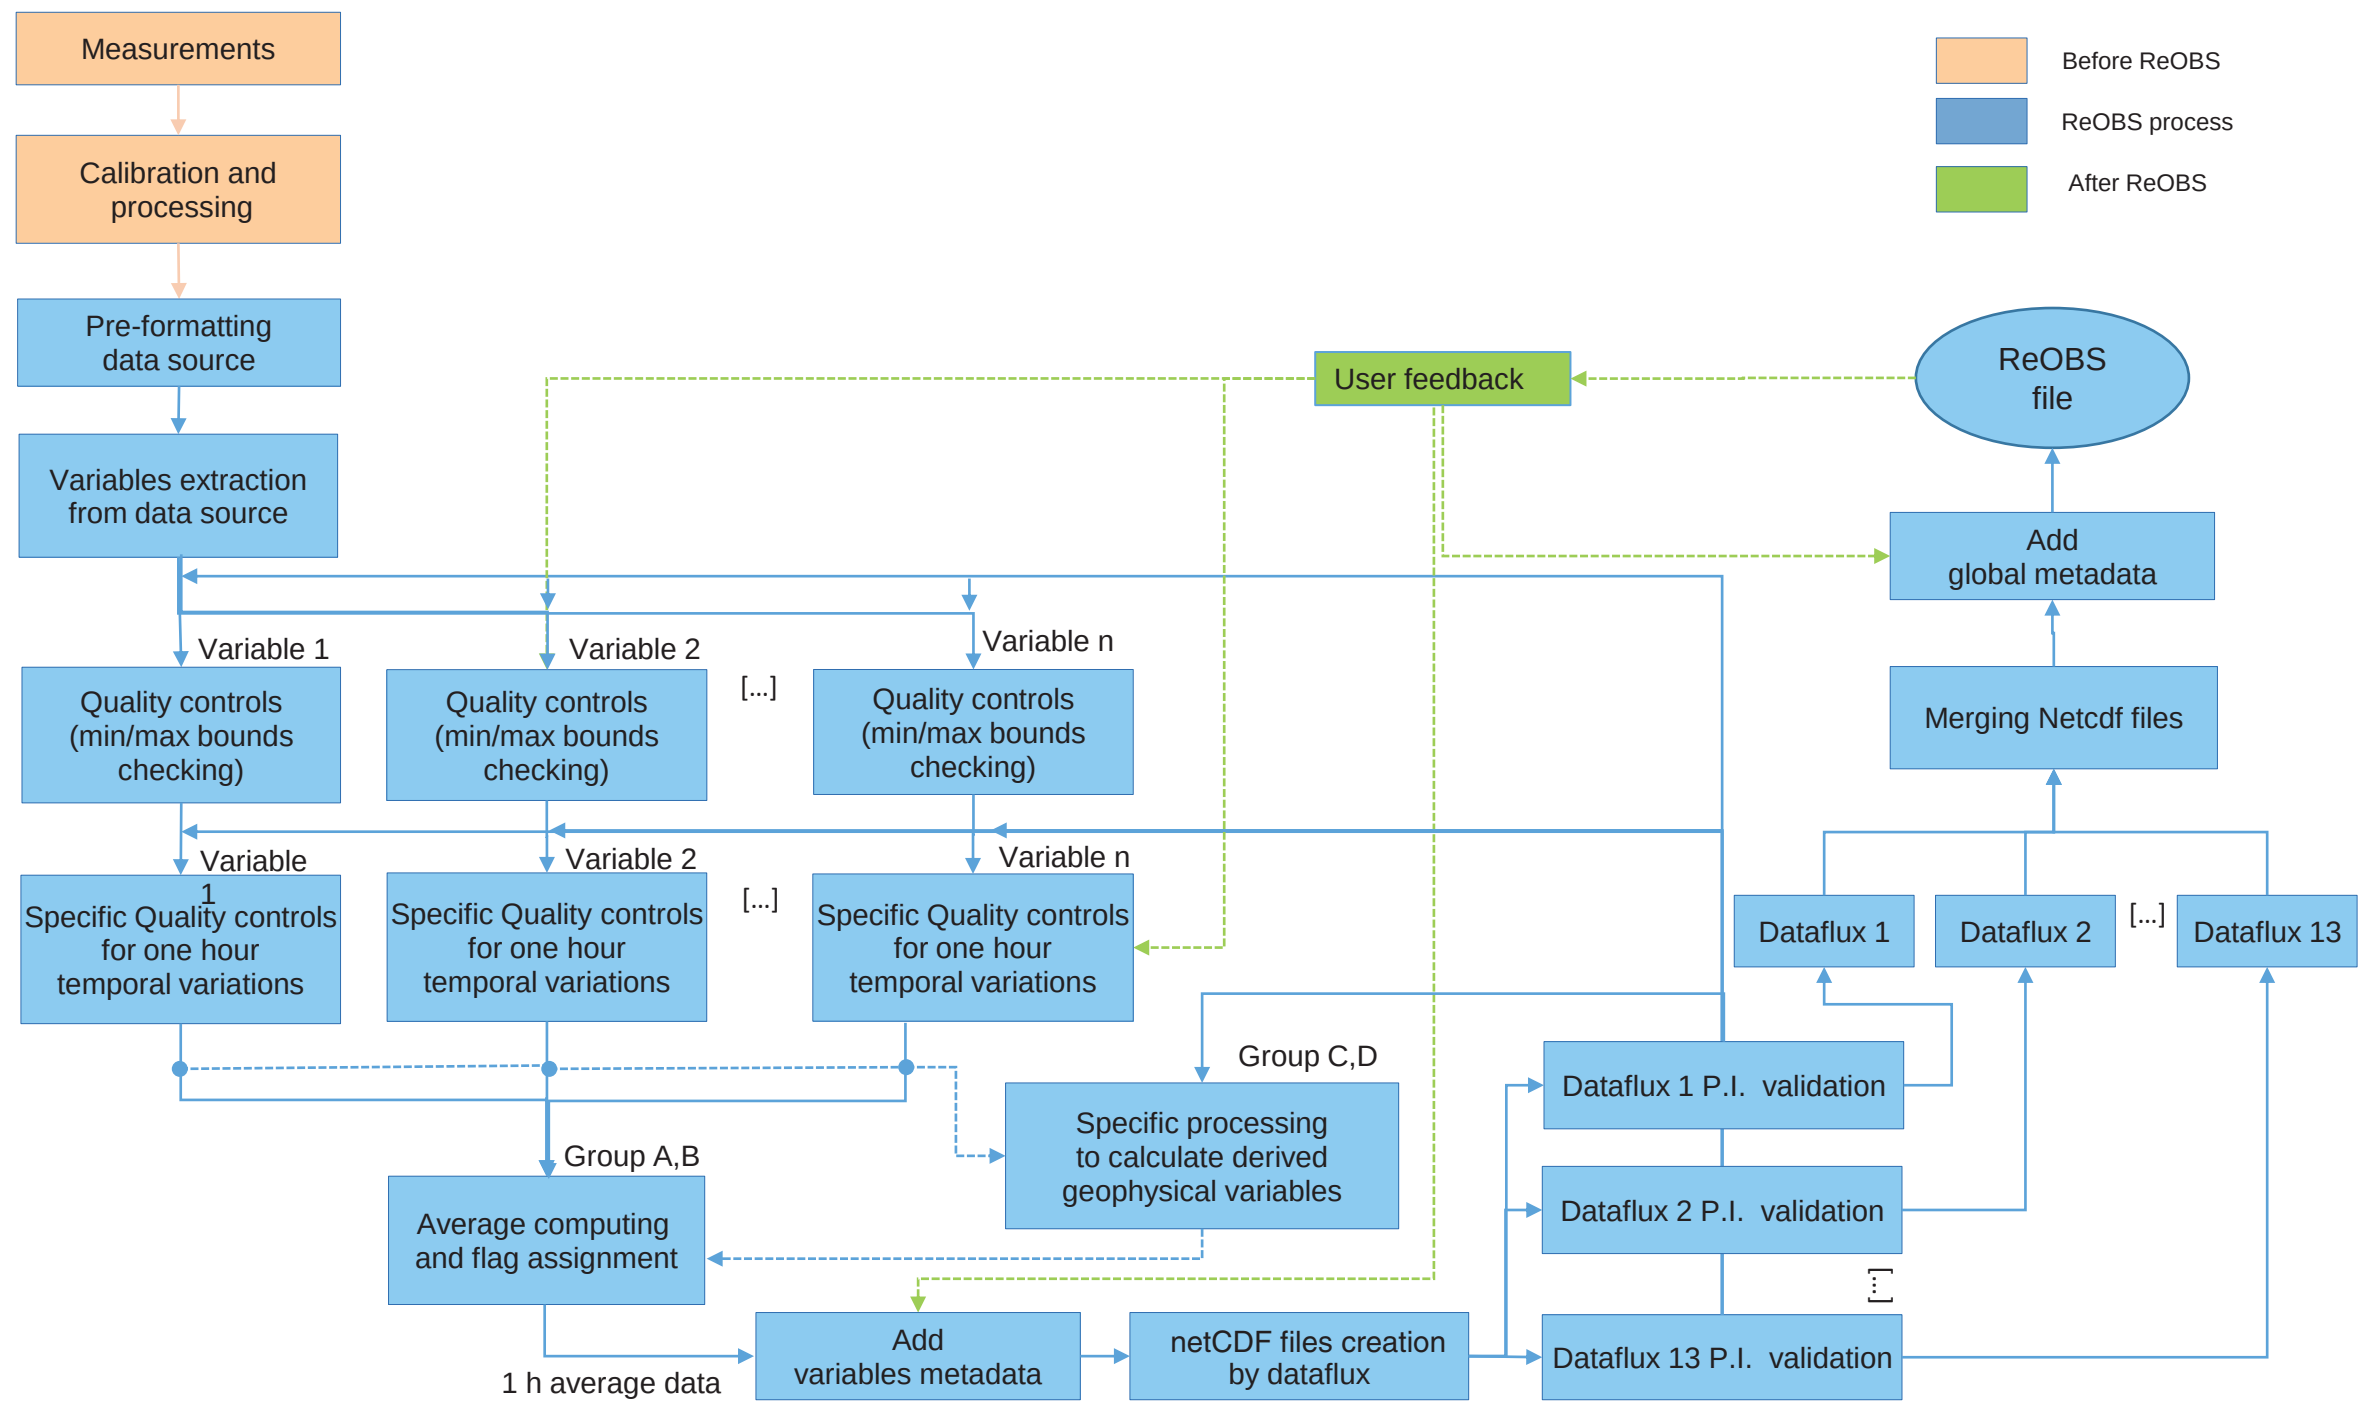 Measurements
Before ReOBS
ReOBS process
After ReOBS
Calibration and
processing
Pre-formatting
data source
User feedback
ReOBS
file
Variables extraction
from data source
Add
global metadata
Variable 1
Variable 2
Variable n
[...]
Quality controls
(min/max bounds
checking)
Quality controls
(min/max bounds
checking)
Quality controls
(min/max bounds
checking)
Merging Netcdf files
Variable
1
Variable 2
Variable n
[...]
Specific Quality controls
for one hour
temporal variations
Specific Quality controls
for one hour
temporal variations
Specific Quality controls
for one hour
temporal variations
Dataflux 1
Dataflux 2
[...]
Dataflux 13
Group C,D
Dataflux 1 P.I. validation
Specific processing
to calculate derived
geophysical variables
Group A,B
Average computing
and flag assignment
Dataflux 2 P.I. validation
[...]
Add
variables metadata
netCDF files creation
by dataflux
Dataflux 13 P.I. validation
1 h average data